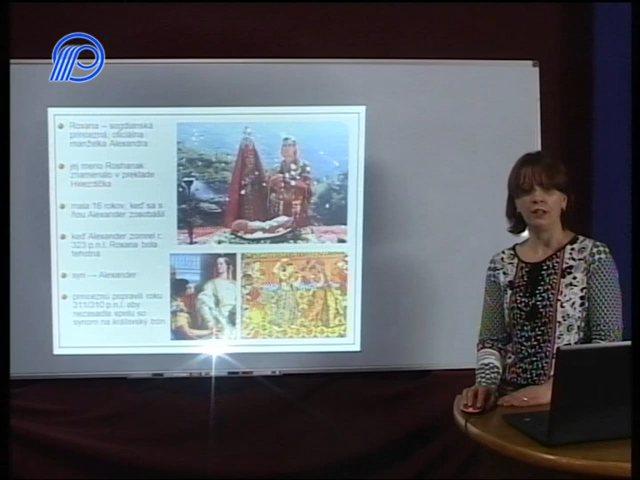 Roxana – sogdianská
princezná, oficiálna
manželka Alexandra
jej meno Roshanak
znamenalo v preklade
Hviezdička
mala 16 rokov, keď sa s
ňou Alexander zosobášil
keď Alexander zomrel r.
323 p.n.l. Roxana bola
tehotná
syn — Alexander
princeznú popravili roku
311/310 p.n.l. aby
nezasadla spolu so
synom na kráľovský trón